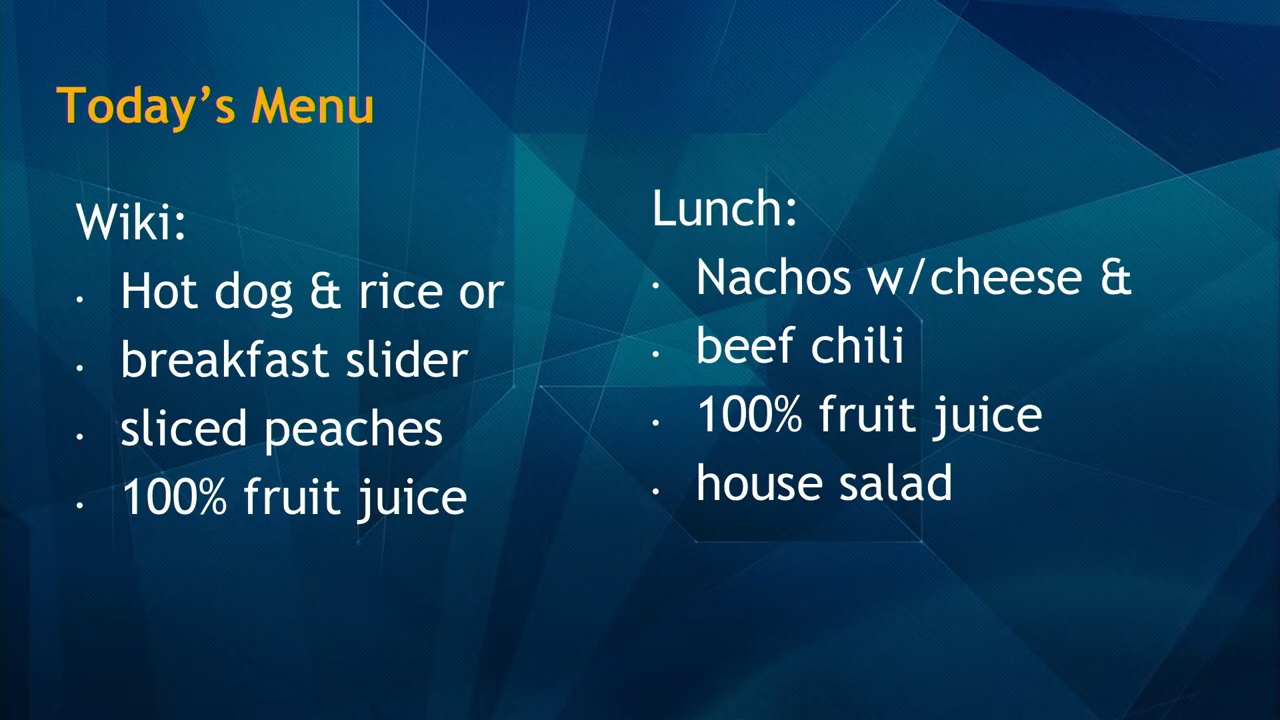 Today’s Menu
Wiki:
• Hot dog & rice or
• breakfast slider
• sliced peaches
• 100% fruit juice
Lunch:
• Nachos w/cheese &
• beef chili
• 100% fruit juice
• house salad